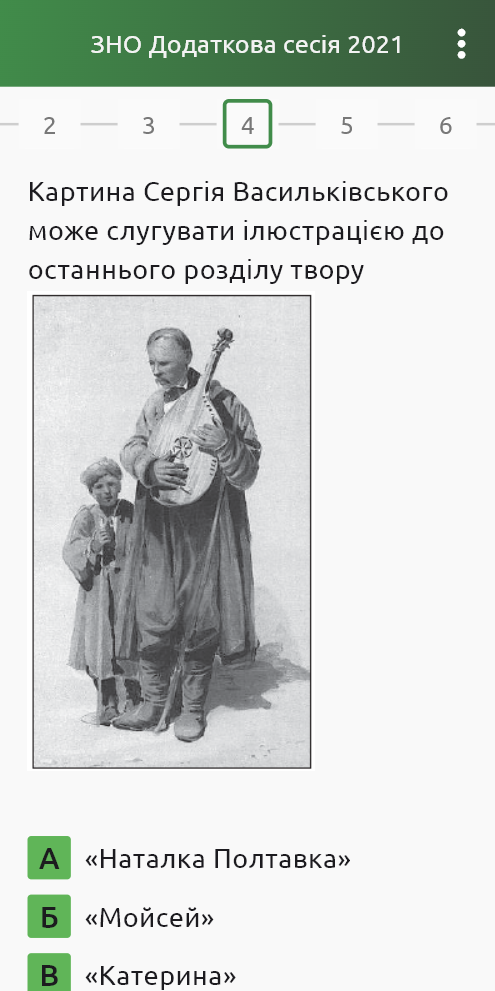 ЗНО Додаткова сесія 2021
2 3 4 5 6
Картина Сергія Васильківського
може слугувати ілюстрацією до
останнього розділу твору
А «Наталка Полтавка»
Б «Мойсей»
В «Катерина»